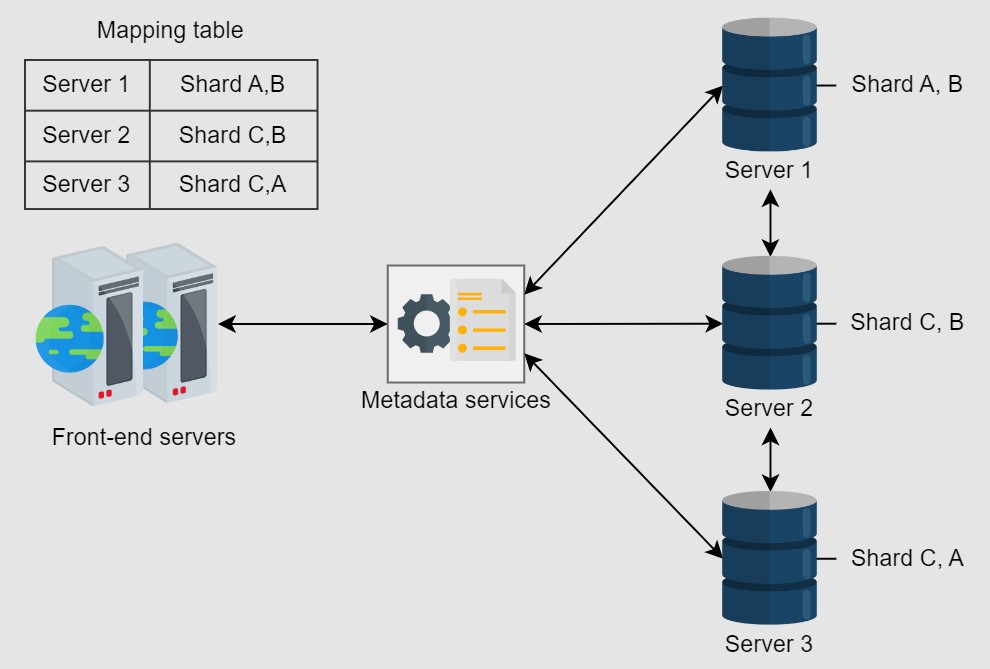 Mapping table
Server 1 Shard A,B
Server 2 Shard C,B
Server 3 Shard C,A
Shard A, B
Server 1
Shard C, B
Server 2
Shard C, A
Server 3
Metadata services
Front-end servers